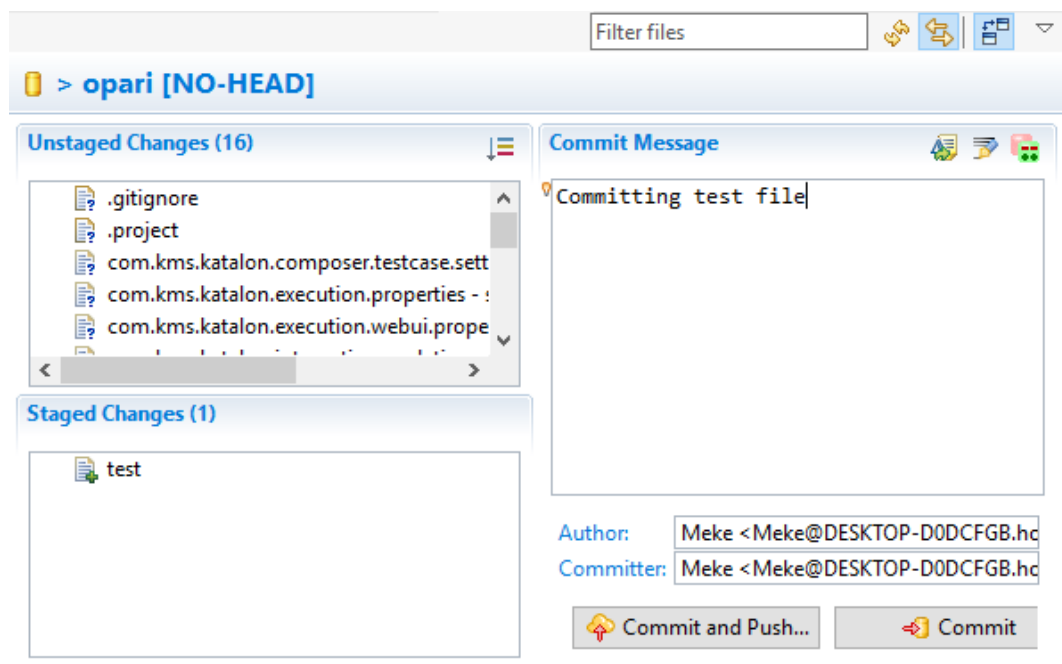 Filter files
> opari [NO-HEAD]
Unstaged Changes (16)
.gitignore
.project
com.kms.katalon.composer.testcase.sett
com.kms.katalon.execution.properties - s
com.kms.katalon.execution.webui.prope
Staged Changes (1)
test
Commit Message
Committing test file
Author: Meke <Meke@DESKTOP-D0DCFGB.hc
Committer: Meke <Meke@DESKTOP-D0DCFGB.hc
Commit and Push...
Commit